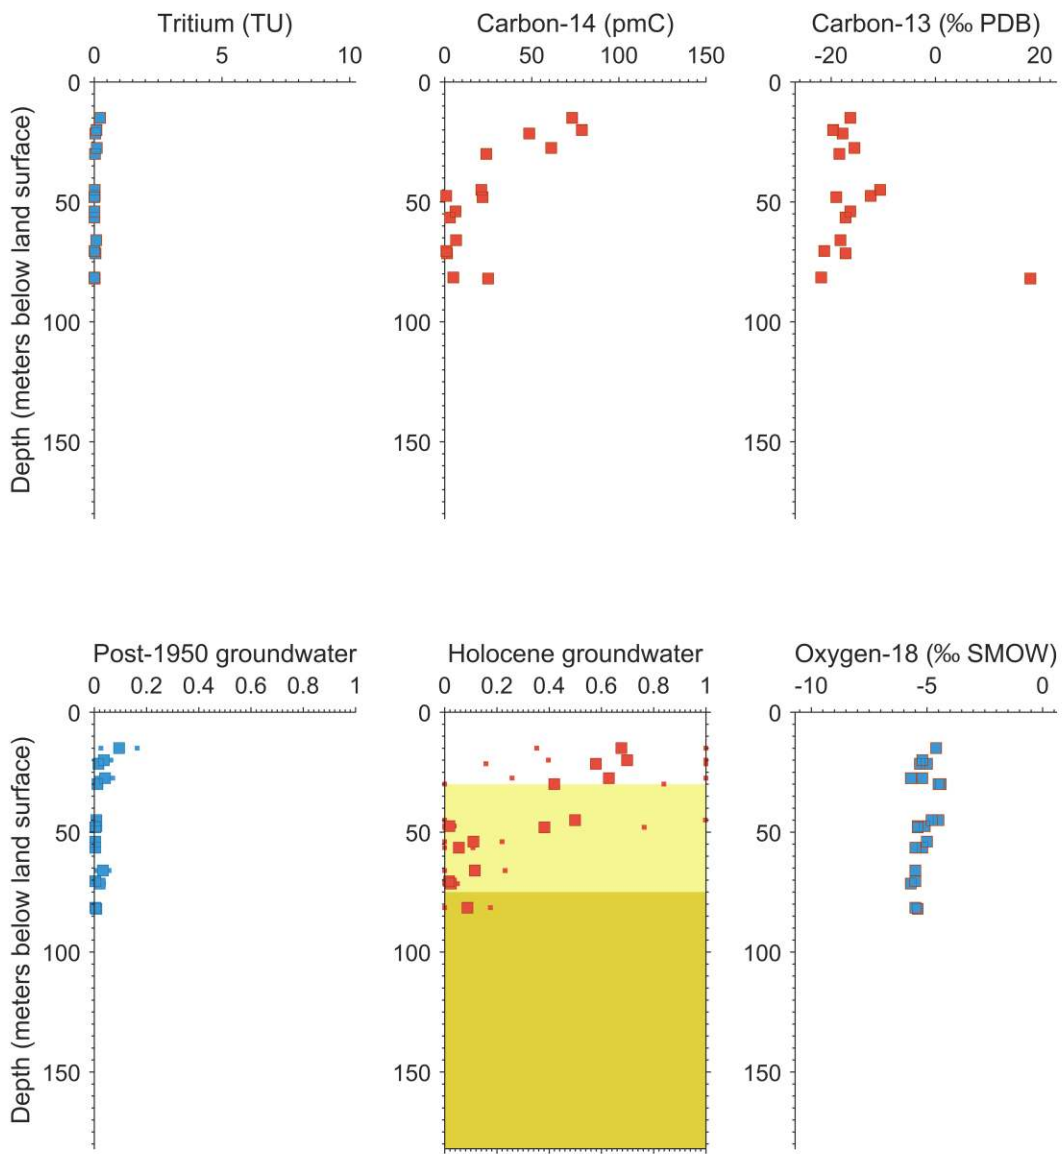 Tritium (TU) Carbon-14 (pmC) Carbon-13 (‰ PDB)
0 5 10 0 50 100 150 -20 0 20
0 0 0
50 50 50
100 100 100
150 150 150
Depth (meters below land surface)
Post-1950 groundwater Holocene groundwater Oxygen-18 (‰ SMOW)
0 0.2 0.4 0.6 0.8 1 0 0.2 0.4 0.6 0.8 1 -10 -5 0
0 0 0
50 50 50
100 100 100
150 150 150
Depth (meters below land surface)